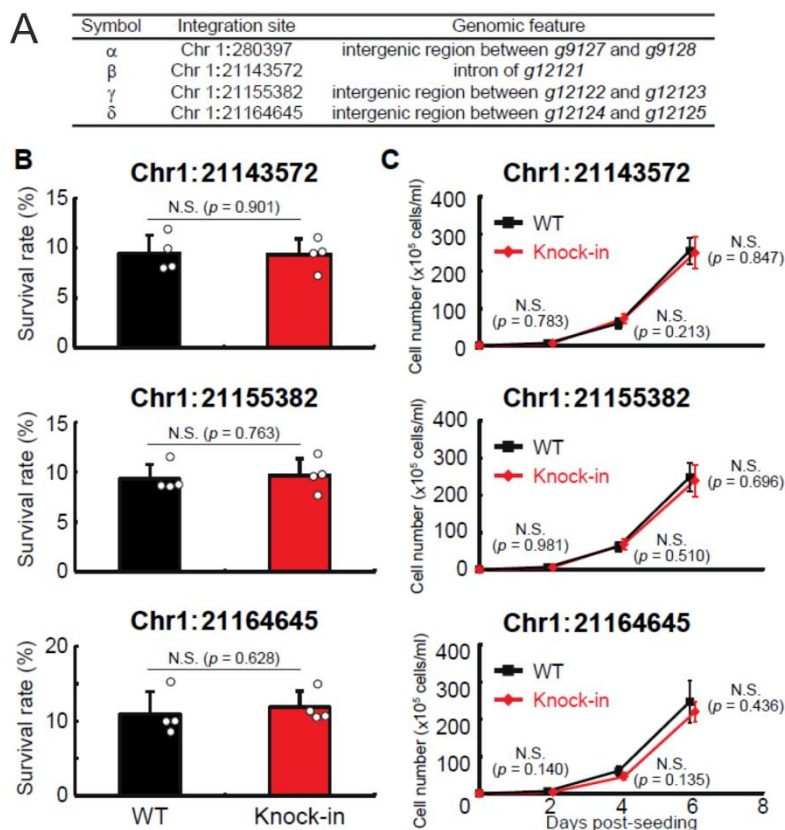 A
Symbol Integration site Genomic feature
α Chr 1:280397 intergenic region between g9127 and g9128
β Chr 1:21143572 intron of g12121
γ Chr 1:21155382 intergenic region between g12122 and g12123
δ Chr 1:21164645 intergenic region between g12124 and g12125
B
Chr1:21143572
Survival rate (%)
15
10
5
0
N.S. (p = 0.901)
Chr1:21155382
Survival rate (%)
15
10
5
0
N.S. (p = 0.763)
Chr1:21164645
Survival rate (%)
20
10
0
N.S. (p = 0.628)
WT Knock-in
C
Chr1:21143572
Cell number (x10⁵ cells/ml)
400
300
200
100
0
WT
Knock-in
N.S.
(p = 0.783)
N.S.
(p = 0.213)
N.S.
(p = 0.847)
Chr1:21155382
Cell number (x10⁵ cells/ml)
400
300
200
100
0
WT
Knock-in
N.S.
(p = 0.981)
N.S.
(p = 0.510)
N.S.
(p = 0.696)
Chr1:21164645
Cell number (x10⁵ cells/ml)
400
300
200
100
0
WT
Knock-in
N.S.
(p = 0.140)
N.S.
(p = 0.135)
N.S.
(p = 0.436)
0 2 4 6 8
Days post-seeding